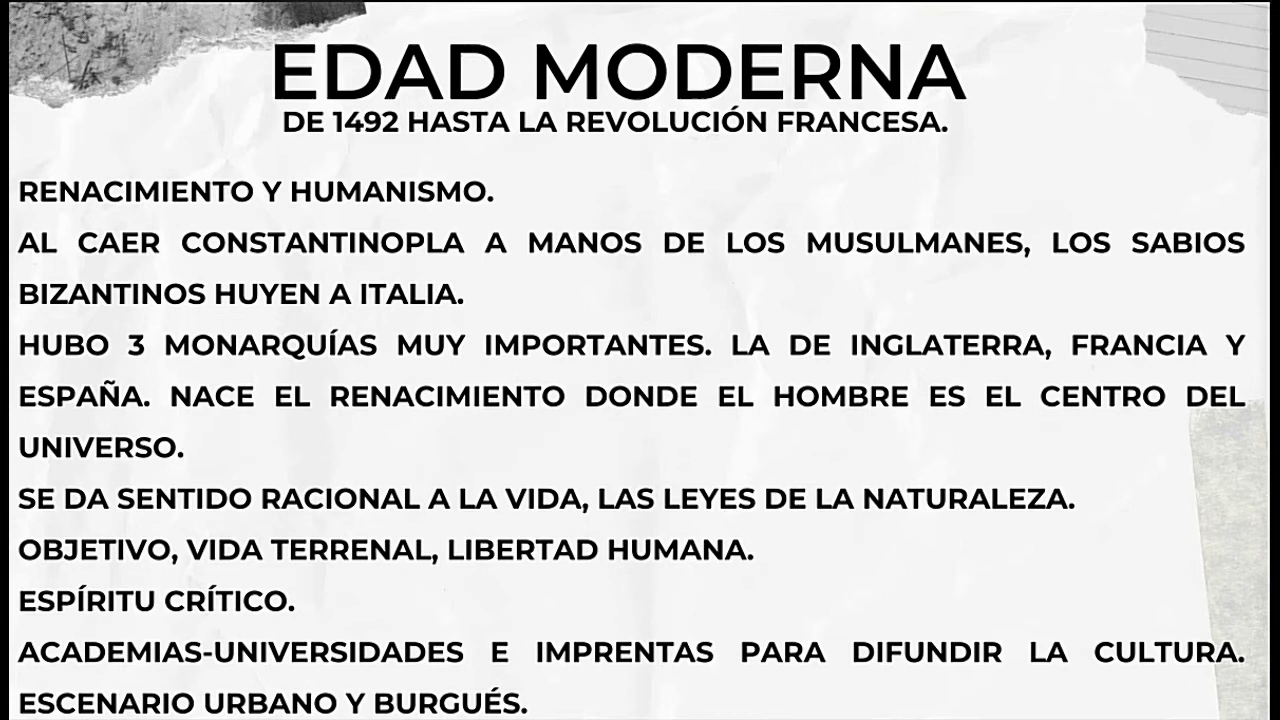 EDAD MODERNA
DE 1492 HASTA LA REVOLUCIÓN FRANCESA.
RENACIMIENTO Y HUMANISMO.
AL CAER CONSTANTINOPLA A MANOS DE LOS MUSULMANES, LOS SABIOS
BIZANTINOS HUYEN A ITALIA.
HUBO 3 MONARQUÍAS MUY IMPORTANTES. LA DE INGLATERRA, FRANCIA Y
ESPAÑA. NACE EL RENACIMIENTO DONDE EL HOMBRE ES EL CENTRO DEL
UNIVERSO.
SE DA SENTIDO RACIONAL A LA VIDA, LAS LEYES DE LA NATURALEZA.
OBJETIVO, VIDA TERRENAL, LIBERTAD HUMANA.
ESPÍRITU CRÍTICO.
ACADEMIAS-UNIVERSIDADES E IMPRENTAS PARA DIFUNDIR LA CULTURA.
ESCENARIO URBANO Y BURGUÉS.